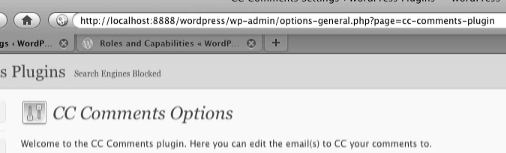 http://localhost:8888/wordpress/wp-admin/options-general.php?page=cc-comments-plugin
gs ‹ WordP... Roles and Capabilities « WordP...
s Plugins Search Engines Blocked
CC Comments Options
Welcome to the CC Comments plugin. Here you can edit the email(s) to CC your comments to.